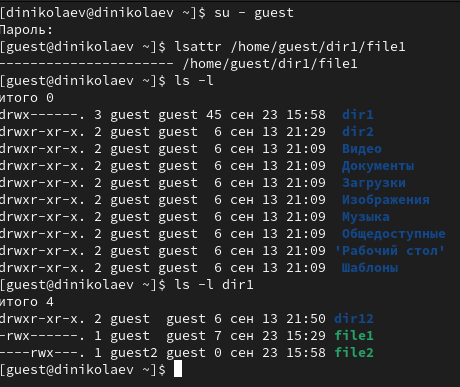 [dinikolaev@dinikolaev ~]$ su - guest
Пароль:
[guest@dinikolaev ~]$ lsattr /home/guest/dir1/file1
---------------------- /home/guest/dir1/file1
[guest@dinikolaev ~]$ ls -l
итого 0
drwx------. 3 guest guest 45 сен 23 15:58  dir1
drwxr-xr-x. 2 guest guest  6 сен 13 21:29  dir2
drwxr-xr-x. 2 guest guest  6 сен 13 21:09  Видео
drwxr-xr-x. 2 guest guest  6 сен 13 21:09  Документы
drwxr-xr-x. 2 guest guest  6 сен 13 21:09  Загрузки
drwxr-xr-x. 2 guest guest  6 сен 13 21:09  Изображения
drwxr-xr-x. 2 guest guest  6 сен 13 21:09  Музыка
drwxr-xr-x. 2 guest guest  6 сен 13 21:09  Общедоступные
drwxr-xr-x. 2 guest guest  6 сен 13 21:09 'Рабочий стол'
drwxr-xr-x. 2 guest guest  6 сен 13 21:09  Шаблоны
[guest@dinikolaev ~]$ ls -l dir1
итого 4
drwxr-xr-x. 2 guest  guest 6 сен 13 21:50 dir12
-rwx------. 1 guest  guest 7 сен 23 15:29 file1
----rwx---. 1 guest2 guest 0 сен 23 15:58 file2
[guest@dinikolaev ~]$